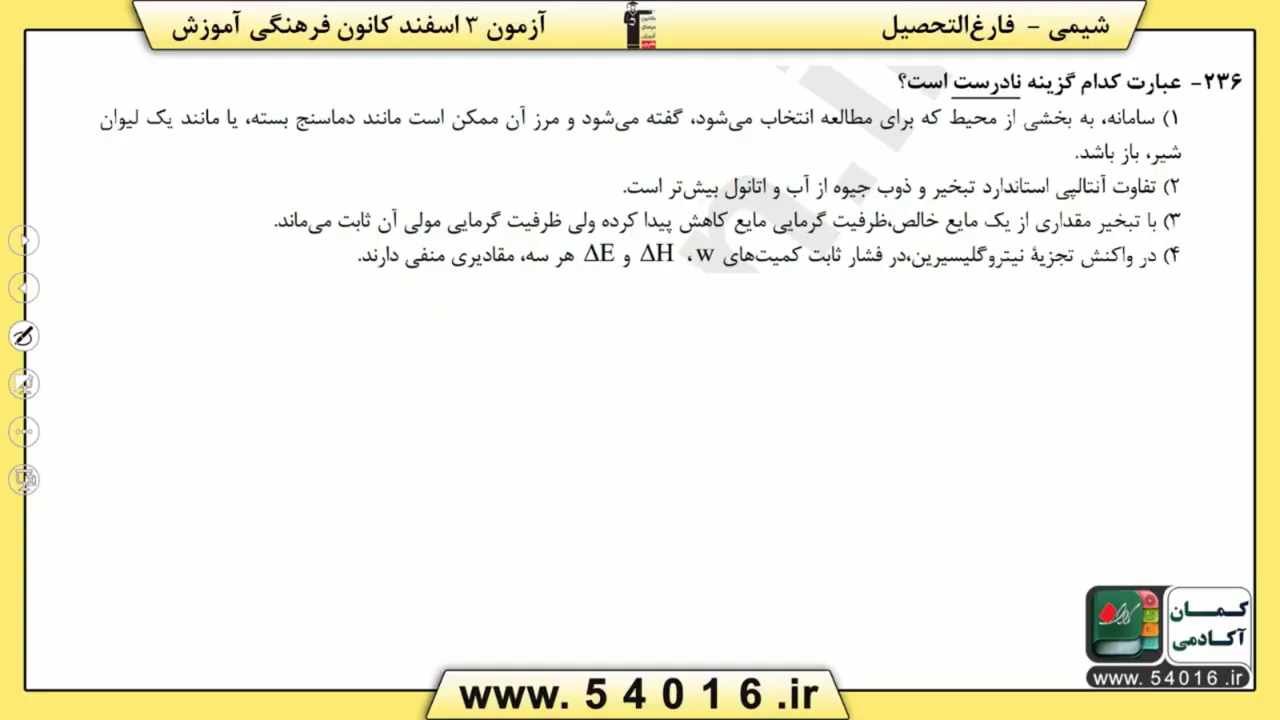 شیمی - فارغ‌التحصیل
آزمون ۳ اسفند کانون فرهنگی آموزش
۲۳۶- عبارت کدام گزینه نادرست است؟
۱) سامانه، به بخشی از محیط که برای مطالعه انتخاب می‌شود، گفته می‌شود و مرز آن ممکن است مانند دماسنج بسته، یا مانند یک لیوان
شیر، باز باشد.
۲) تفاوت آنتالپی استاندارد تبخیر و ذوب جیوه از آب و اتانول بیش‌تر است.
۳) با تبخیر مقداری از یک مایع خالص،ظرفیت گرمایی مایع کاهش پیدا کرده ولی ظرفیت گرمایی مولی آن ثابت می‌ماند.
۴) در واکنش تجزیۀ نیتروگلیسیرین،در فشار ثابت کمیت‌های w، ΔH و ΔE هر سه، مقادیری منفی دارند.
کمان
آکادمی
www. 54016 .ir
www. 5 4 0 1 6 .ir